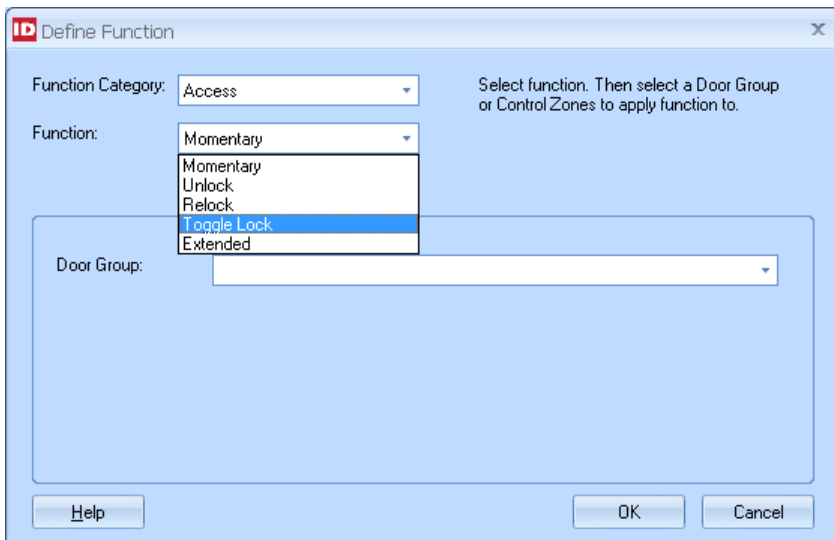 ID Define Function
Function Category: Access
Select function. Then select a Door Group
or Control Zones to apply function to.
Function: Momentary
Momentary
Unlock
Relock
Toggle Lock
Extended
Door Group:
Help OK Cancel